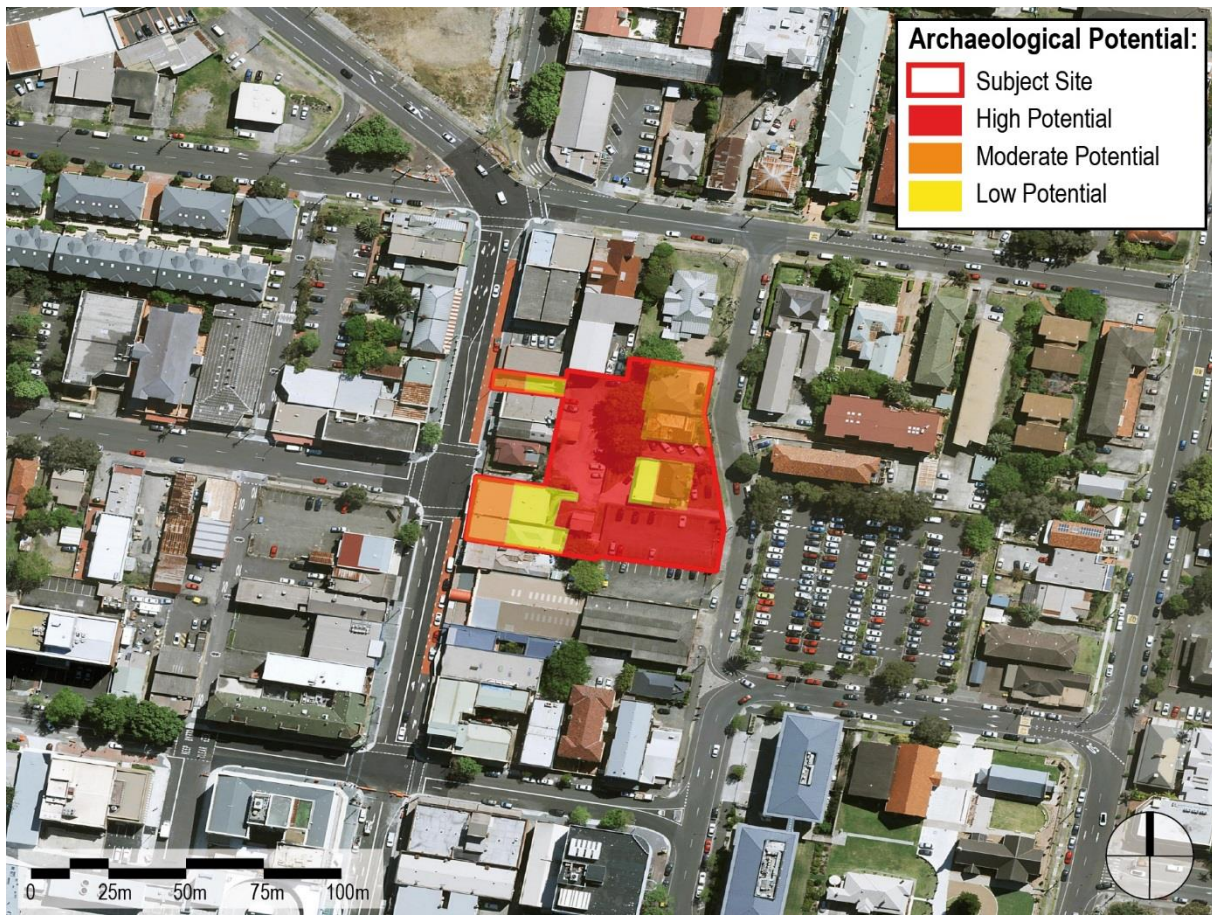 Archaeological Potential:
Subject Site
High Potential
Moderate Potential
Low Potential
0 25m 50m 75m 100m